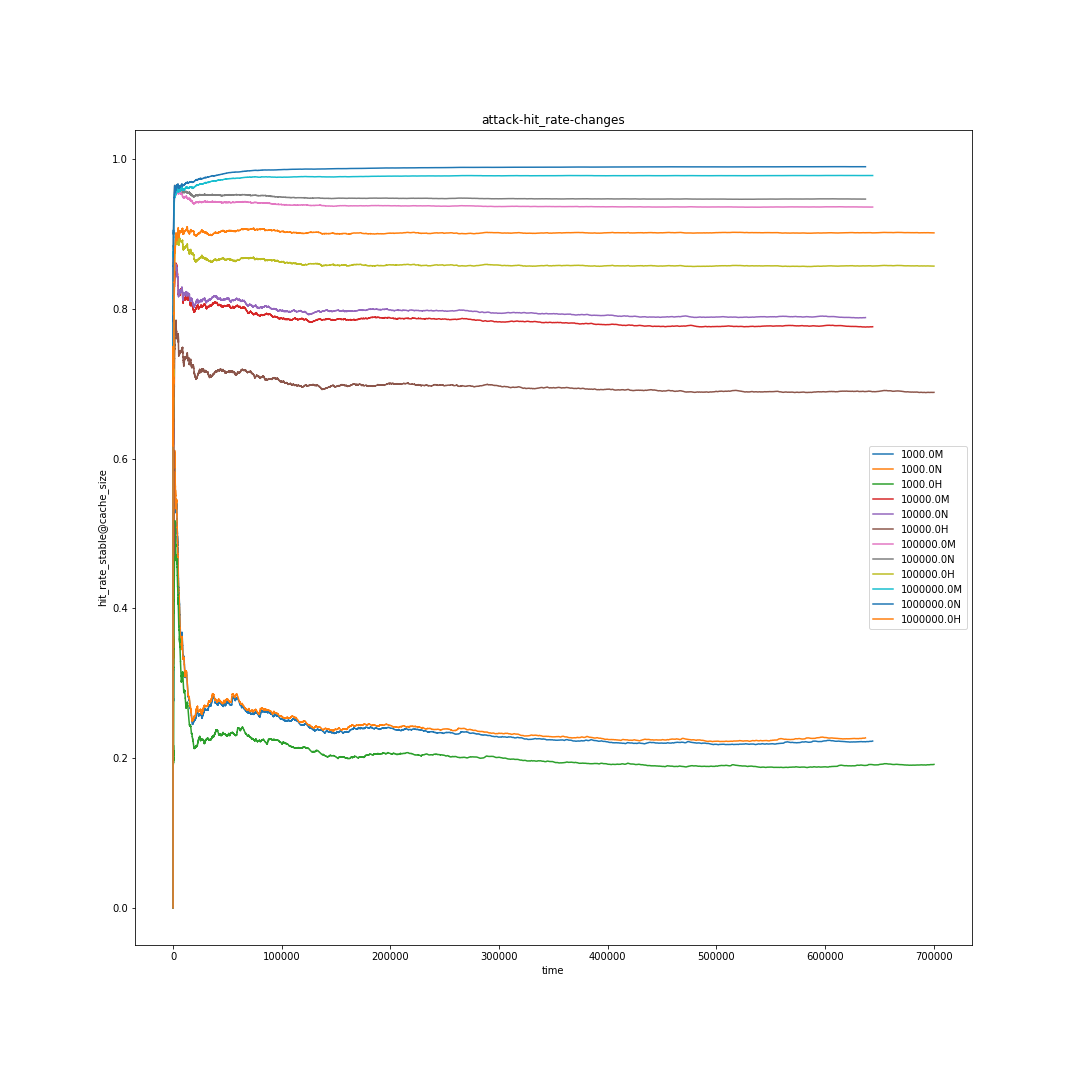 attack-hit_rate-changes
1.0
0.8
0.6
0.4
0.2
0.0
hit_rate_stable@cache_size
1000.0M
1000.0N
1000.0H
10000.0M
10000.0N
10000.0H
100000.0M
100000.0N
100000.0H
1000000.0M
1000000.0N
1000000.0H
0 100000 200000 300000 400000 500000 600000 700000
time